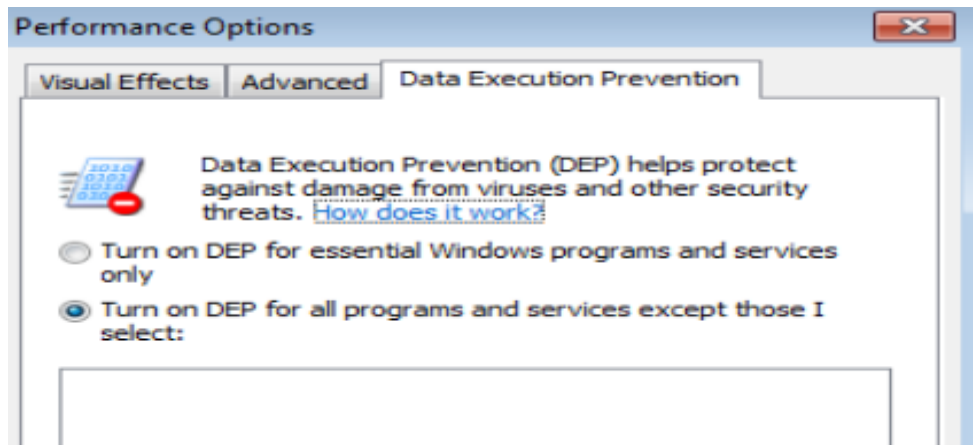 Performance Options
Visual Effects Advanced Data Execution Prevention
Data Execution Prevention (DEP) helps protect
against damage from viruses and other security
threats. How does it work?
Turn on DEP for essential Windows programs and services
only
Turn on DEP for all programs and services except those I
select: